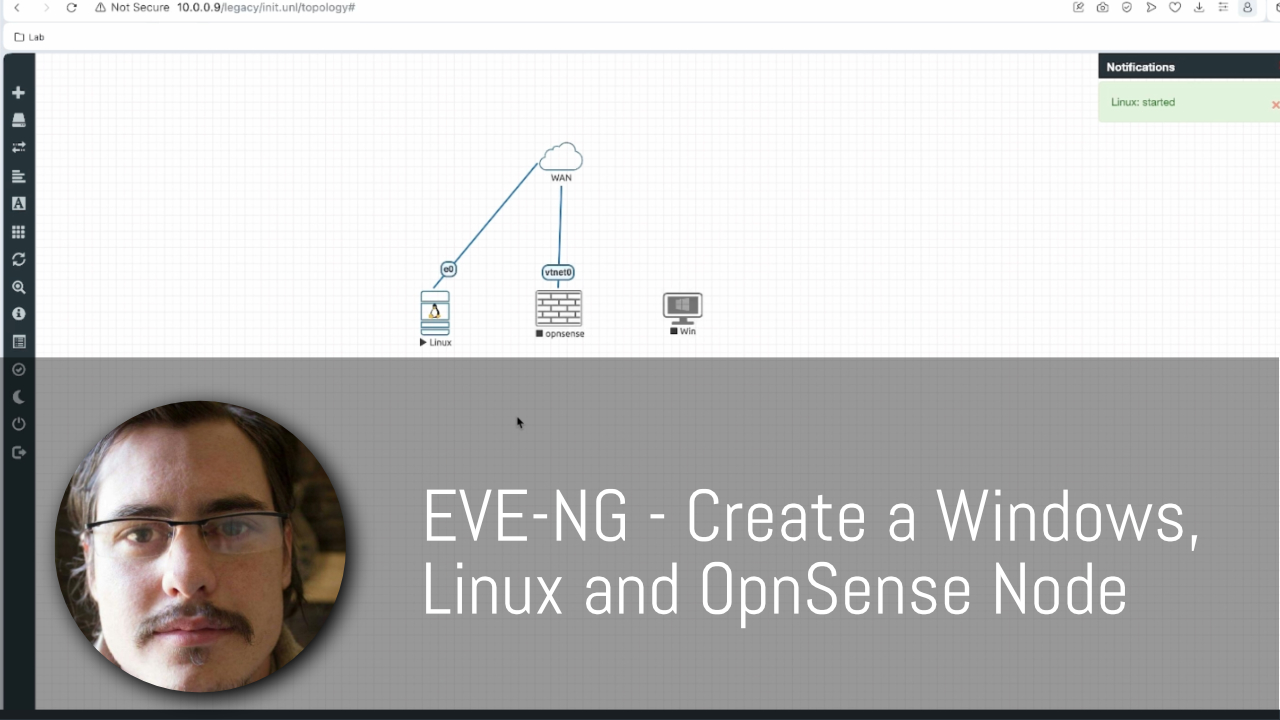 Not Secure 10.0.0.9/legacy/init.unl/topology#
Lab
Notifications
Linux: started
WAN
e0
vtnet0
Linux
opnsense
Win
EVE-NG - Create a Windows,
Linux and OpnSense Node